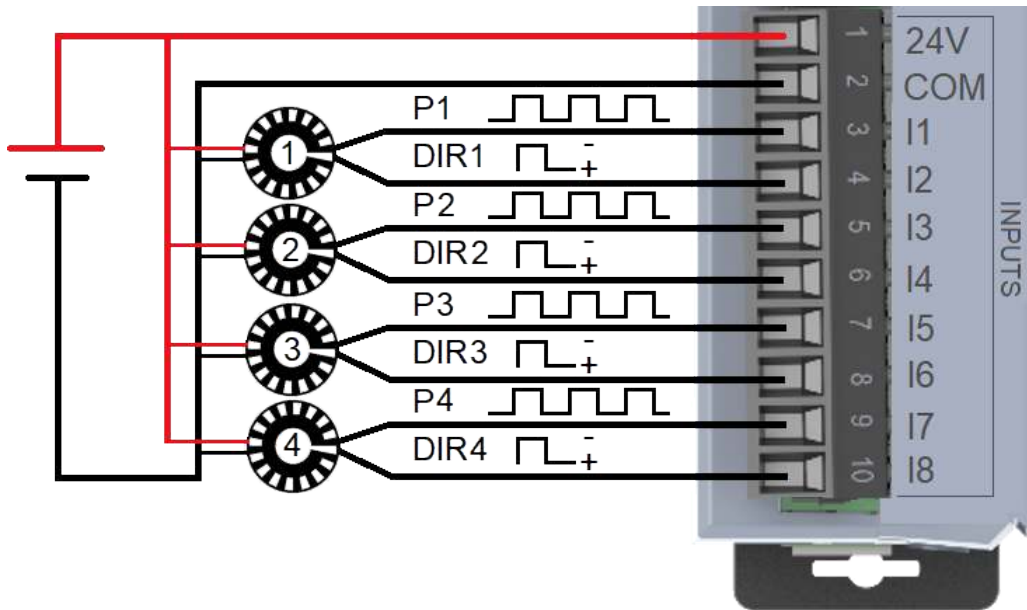 1 24V
2 COM
P1
3 I1
1
DIR1 - +
4 I2
P2
5 I3
2
DIR2 - +
6 I4
P3
7 I5
3
DIR3 - +
8 I6
P4
9 I7
4
DIR4 - +
10 I8
INPUTS